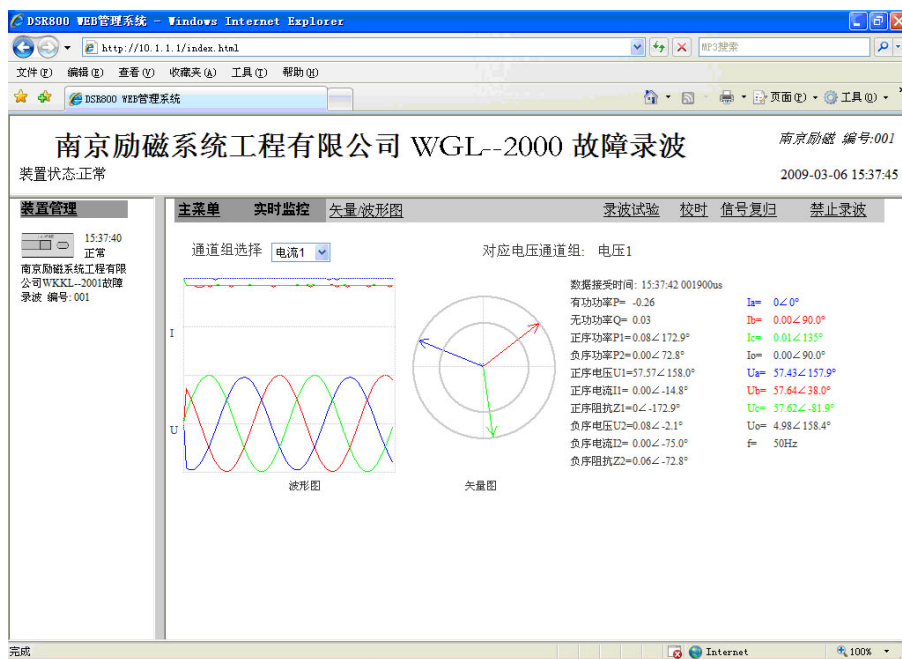 DSR800 WEB管理系统 - Windows Internet Explorer
http://10.1.1.1/index.html
MP3搜索
文件(F) 编辑(E) 查看(V) 收藏夹(A) 工具(T) 帮助(H)
DSR800 WEB管理系统
页面(P) 工具(O)
南京励磁系统工程有限公司 WGL--2000 故障录波
南京励磁 编号:001
装置状态:正常
2009-03-06 15:37:45
装置管理
主菜单 实时监控 矢量/波形图 录波试验 校时 信号复归 禁止录波
15:37:40
正常
南京励磁系统工程有限
公司WKKL--2001故障
录波 编号: 001
通道组选择 电流1 对应电压通道组: 电压1
I
U
波形图
矢量图
数据接受时间: 15:37:42 001900us
有功功率P= -0.26 Ia= 0∠0°
无功功率Q= 0.03 Ib= 0.00∠90.0°
正序功率P1=0.08∠172.9° Ic= 0.01∠135°
负序功率P2=0.00∠72.8° Io= 0.00∠90.0°
正序电压U1=57.57∠158.0° Ua= 57.43∠157.9°
正序电流I1= 0.00∠-14.8° Ub= 57.64∠38.0°
正序阻抗Z1=0∠-172.9° Uc= 57.62∠-81.9°
负序电压U2=0.08∠-2.1° Uo= 4.98∠158.4°
负序电流I2= 0.00∠-75.0° f= 50Hz
负序阻抗Z2=0.06∠-72.8°
完成
Internet
100%